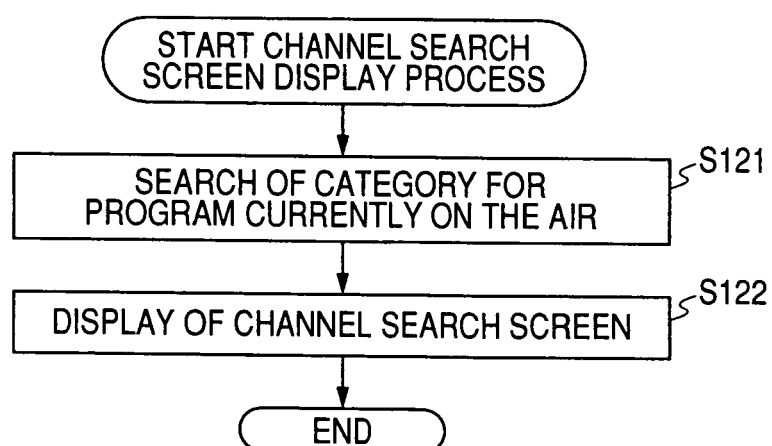 START CHANNEL SEARCH
SCREEN DISPLAY PROCESS
S121
SEARCH OF CATEGORY FOR
PROGRAM CURRENTLY ON THE AIR
S122
DISPLAY OF CHANNEL SEARCH SCREEN
END